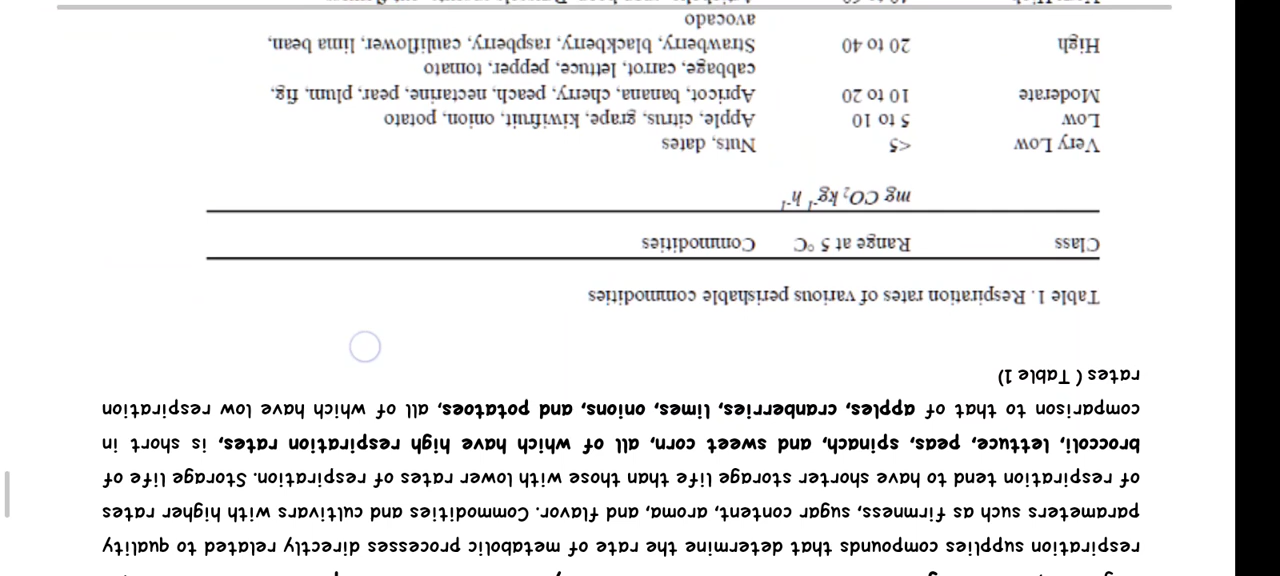 respiration supplies compounds that determine the rate of metabolic processes directly related to quality
parameters such as firmness, sugar content, aroma, and flavor. Commodities and cultivars with higher rates
of respiration tend to have shorter storage life than those with lower rates of respiration. Storage life of
broccoli, lettuce, peas, spinach, and sweet corn, all of which have high respiration rates, is short in
comparison to that of apples, cranberries, limes, onions, and potatoes, all of which have low respiration
rates ( Table 1)
Table 1. Respiration rates of various perishable commodities
Class Range at 5 °C Commodities
mg CO₂ kg⁻¹ h⁻¹
Very Low <5 Nuts, dates
Low 5 to 10 Apple, citrus, grape, kiwifruit, onion, potato
Moderate 10 to 20 Apricot, banana, cherry, peach, nectarine, pear, plum, fig,
cabbage, carrot, lettuce, pepper, tomato
High 20 to 40 Strawberry, blackberry, raspberry, cauliflower, lima bean,
avocado